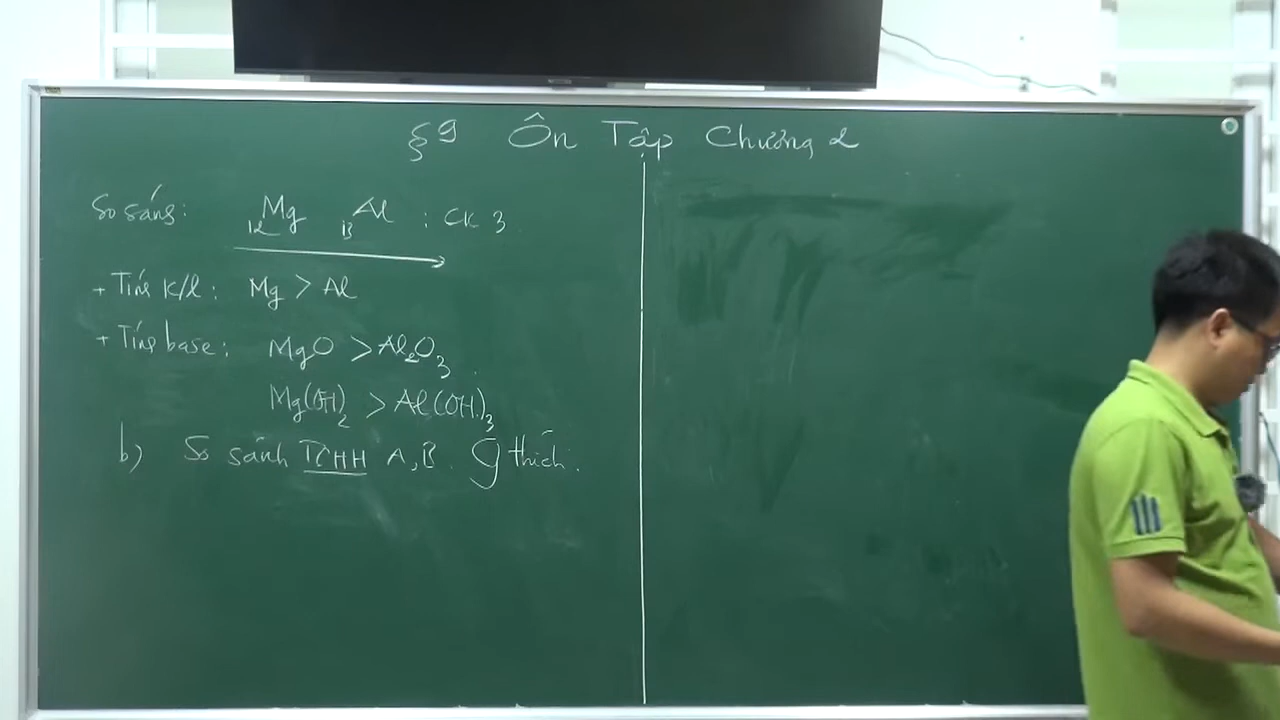 §9 Ôn Tập Chương 2
So sánh: 12Mg 13Al : CK 3
+ Tính K/l : Mg > Al
+ Tính base : MgO > Al2O3
Mg(OH)2 > Al(OH)3
b) So sánh TCHH A, B. g thích.